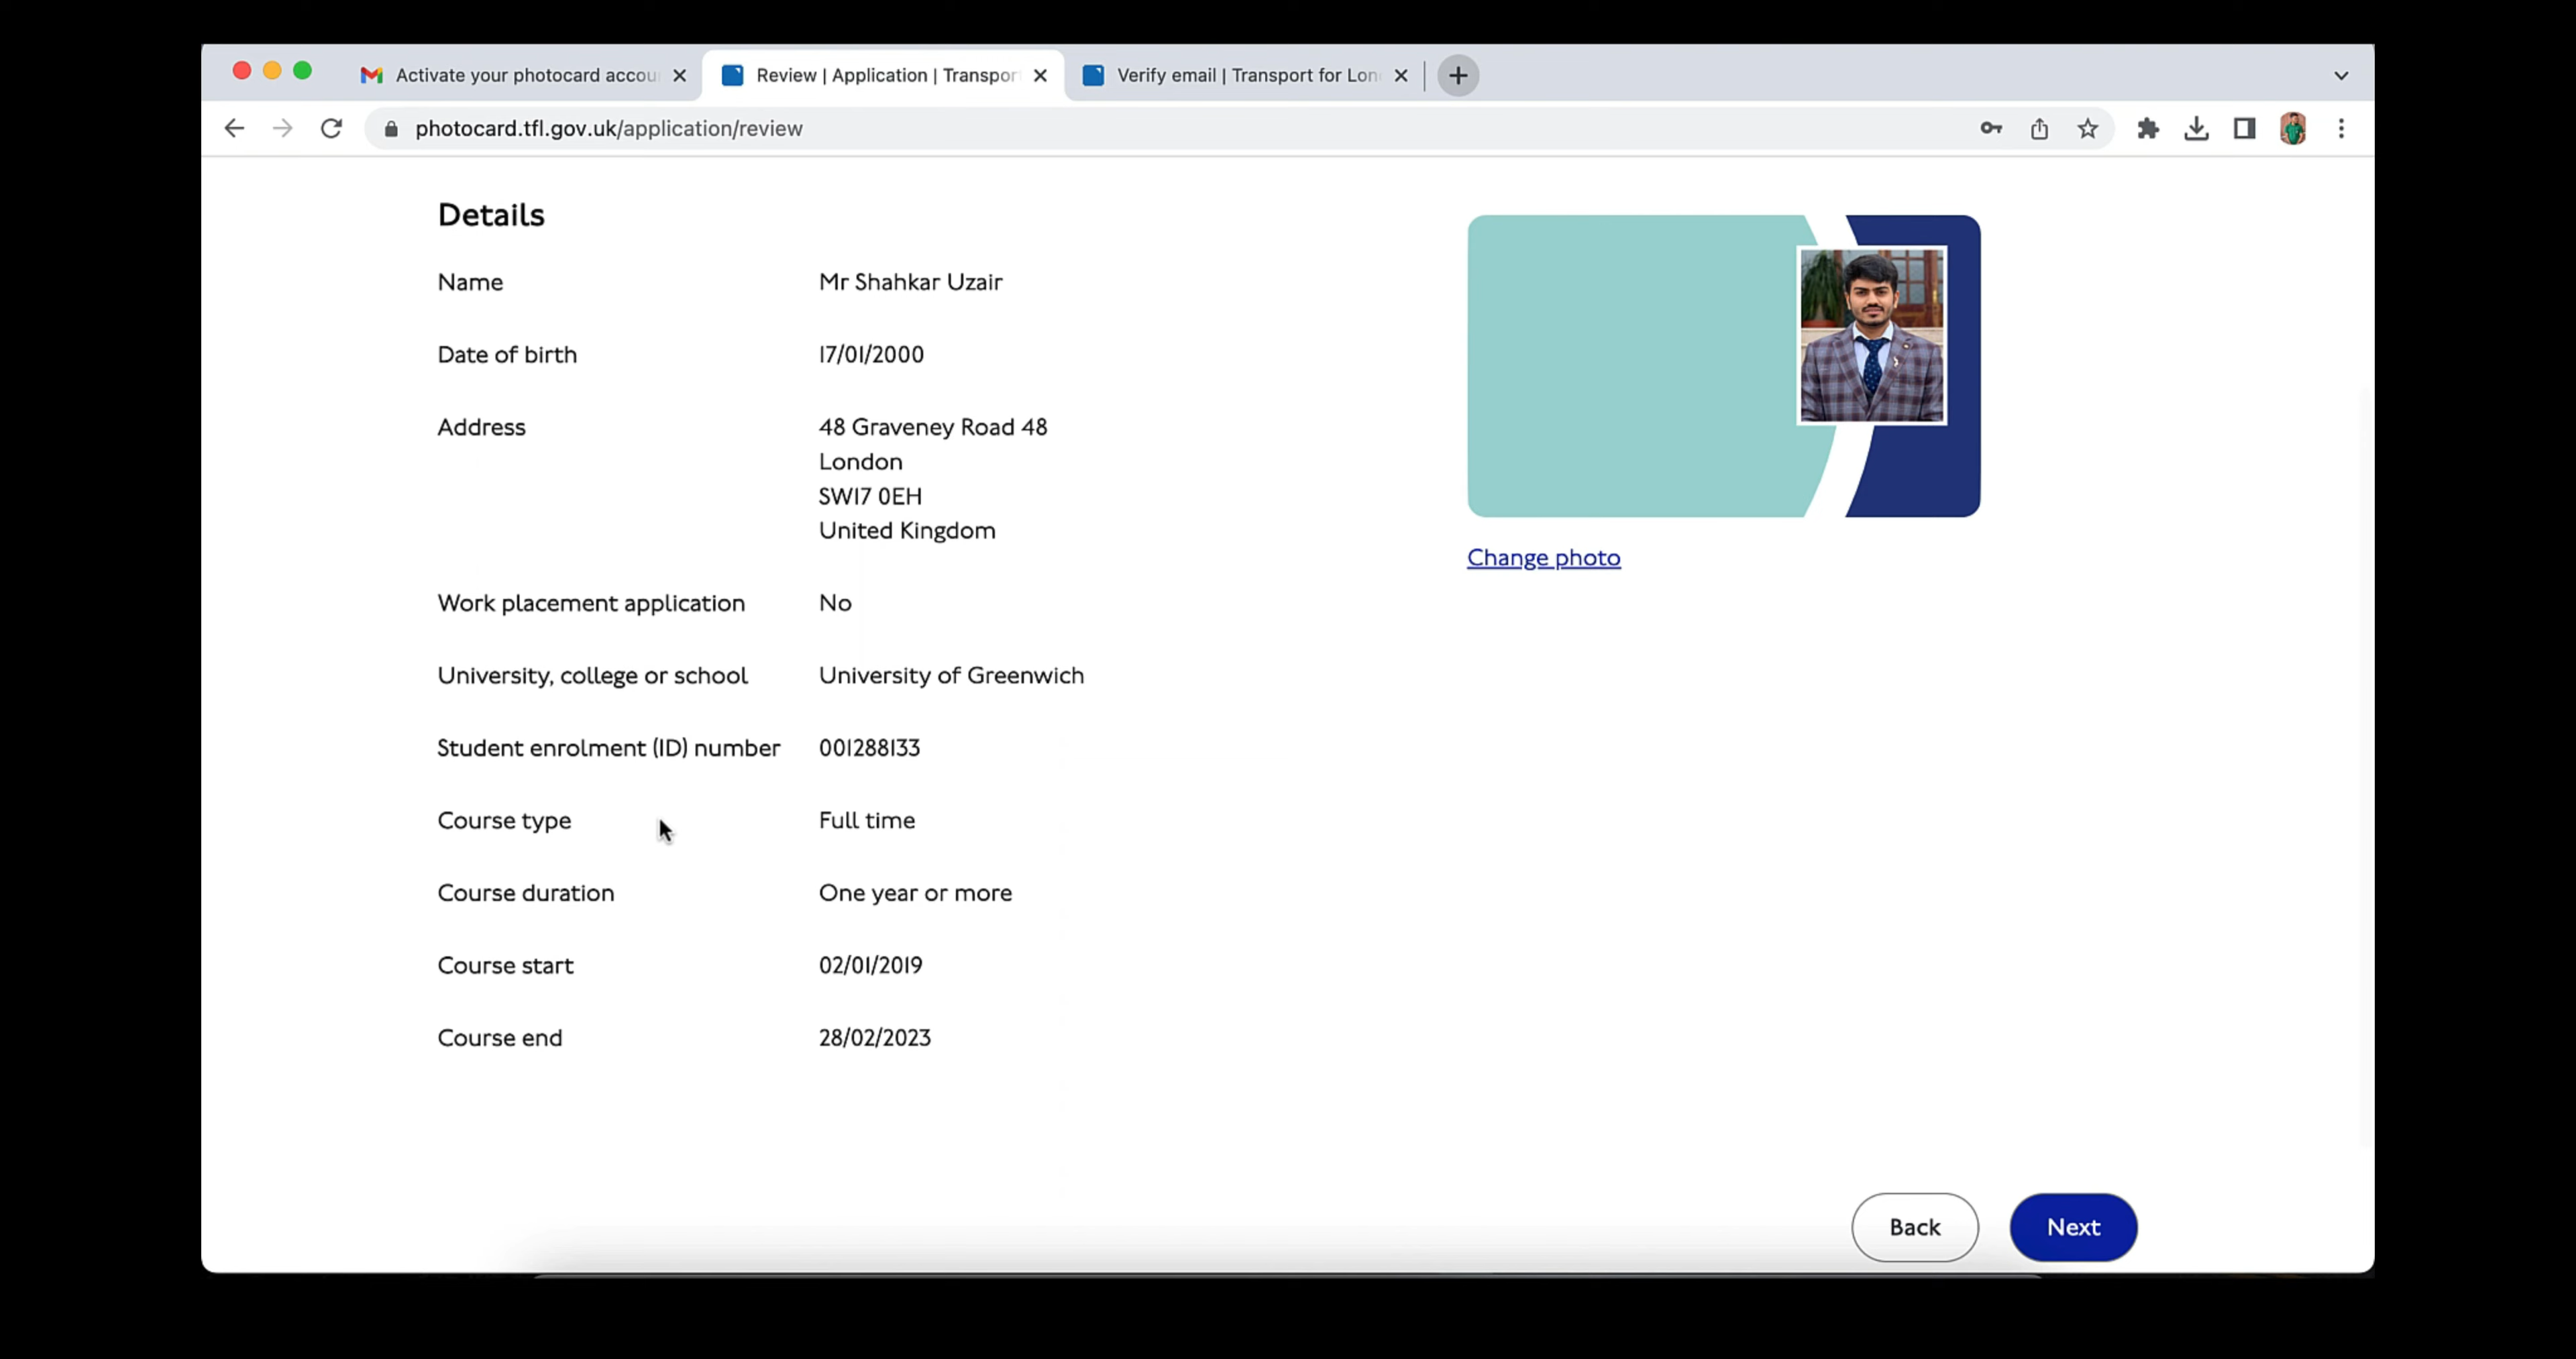 Activate your photocard accou
Review | Application | Transpor
Verify email | Transport for Lon
photocard.tfl.gov.uk/application/review
Details
Name Mr Shahkar Uzair
Date of birth 17/01/2000
Address 48 Graveney Road 48
London
SW17 0EH
United Kingdom
Change photo
Work placement application No
University, college or school University of Greenwich
Student enrolment (ID) number 001288133
Course type Full time
Course duration One year or more
Course start 02/01/2019
Course end 28/02/2023
Back Next